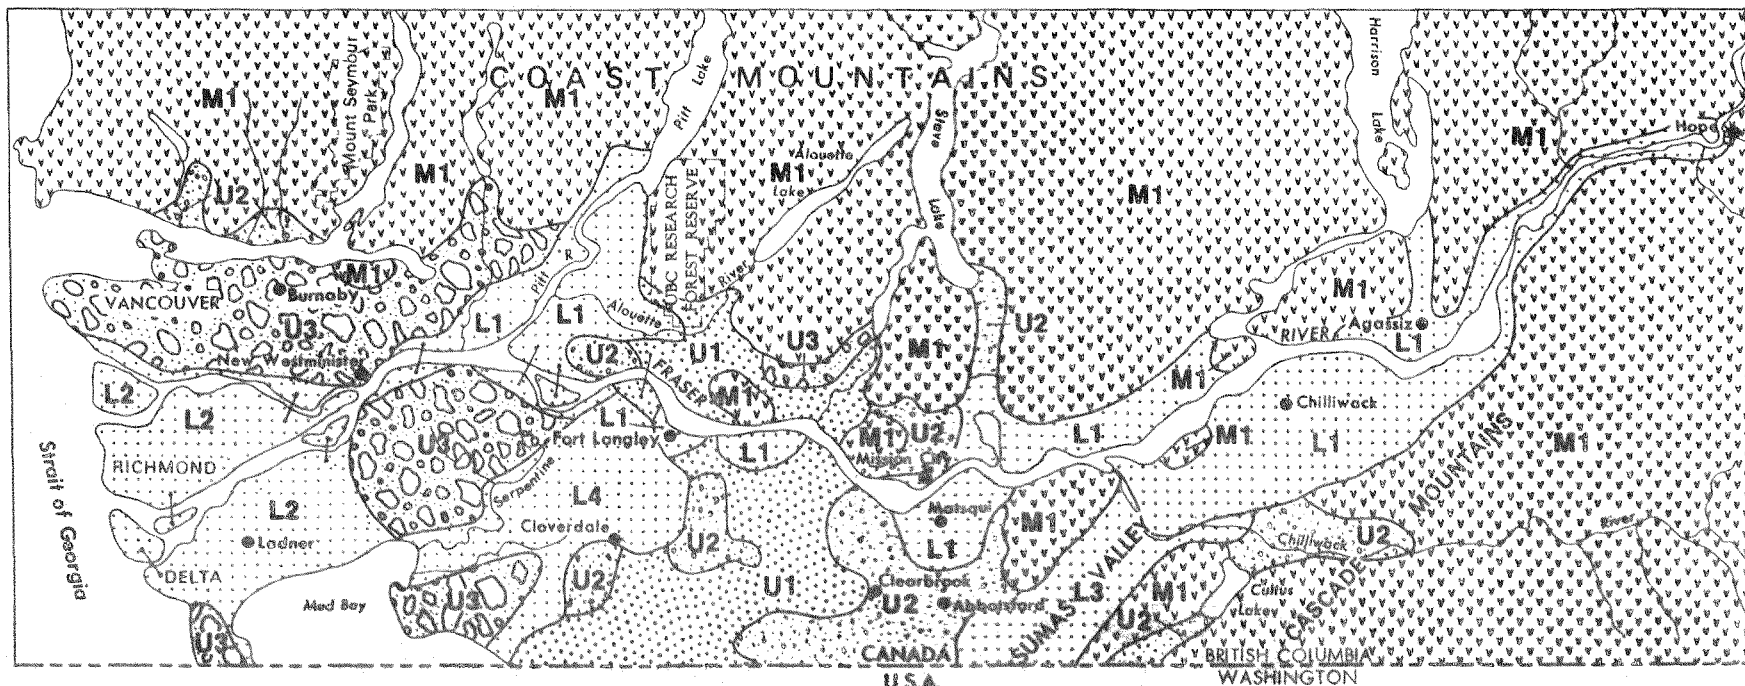 COAST MOUNTAINS
Mount Seymour
Park
Pitt Lake
Harrison
Lake
Hope
M1
M1
M1
M1
M1
M1
Stave
Lake
Alouette
Lake
U2
UBC RESEARCH
FOREST RESERVE
River
M1
VANCOUVER
Burnaby
U3
New Westminster
Pitt R
L1
L1
Alouette
U2
U1
U3
M1
U2
M1
RIVER
Agassiz
L1
FRASER
M1
M1
L2
L2
RICHMOND
U3
L1
Fort Langley
L1
M1
U2
Mission City
L1
M1
Chilliwack
L1
MOUNTAINS
M1
Strait of Georgia
L2
Ladner
DELTA
Serpentine
L4
Cloverdale
U2
Matsqui
L1
M1
VALLEY
Chilliwack
U2
River
Mud Bay
U3
U2
U1
Clearbrook
U2
Abbotsford
L3
M1
Cultus
Lake
CASCADE
U3
U2
SUMAS
CANADA
U.S.A.
BRITISH COLUMBIA
WASHINGTON